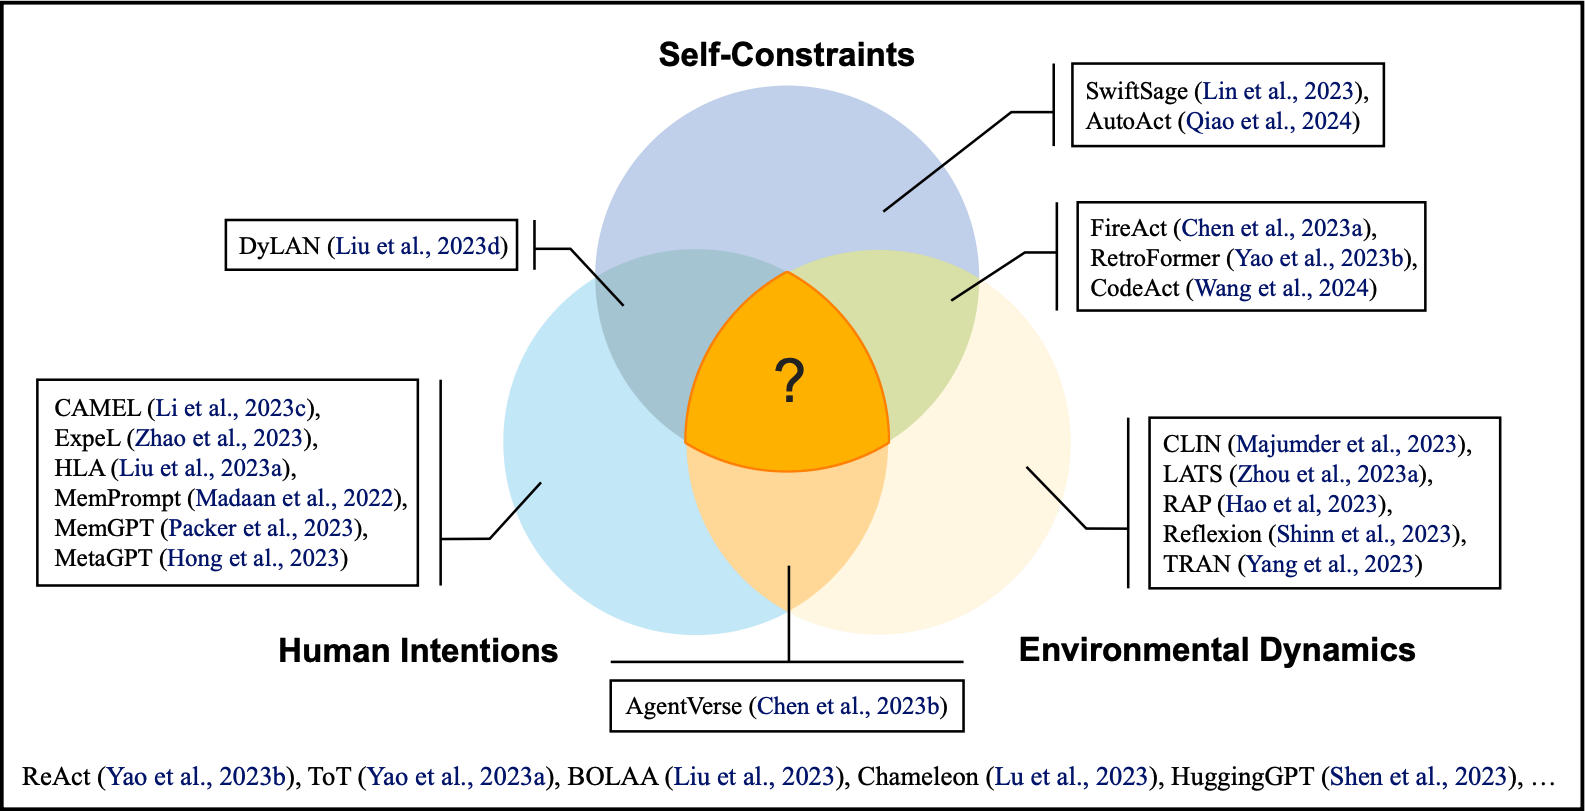 Self-Constraints
SwiftSage (Lin et al., 2023),
AutoAct (Qiao et al., 2024)
DyLAN (Liu et al., 2023d)
FireAct (Chen et al., 2023a),
RetroFormer (Yao et al., 2023b),
CodeAct (Wang et al., 2024)
?
CAMEL (Li et al., 2023c),
ExpeL (Zhao et al., 2023),
HLA (Liu et al., 2023a),
MemPrompt (Madaan et al., 2022),
MemGPT (Packer et al., 2023),
MetaGPT (Hong et al., 2023)
CLIN (Majumder et al., 2023),
LATS (Zhou et al., 2023a),
RAP (Hao et al, 2023),
Reflexion (Shinn et al., 2023),
TRAN (Yang et al., 2023)
Human Intentions
Environmental Dynamics
AgentVerse (Chen et al., 2023b)
ReAct (Yao et al., 2023b), ToT (Yao et al., 2023a), BOLAA (Liu et al., 2023), Chameleon (Lu et al., 2023), HuggingGPT (Shen et al., 2023), …